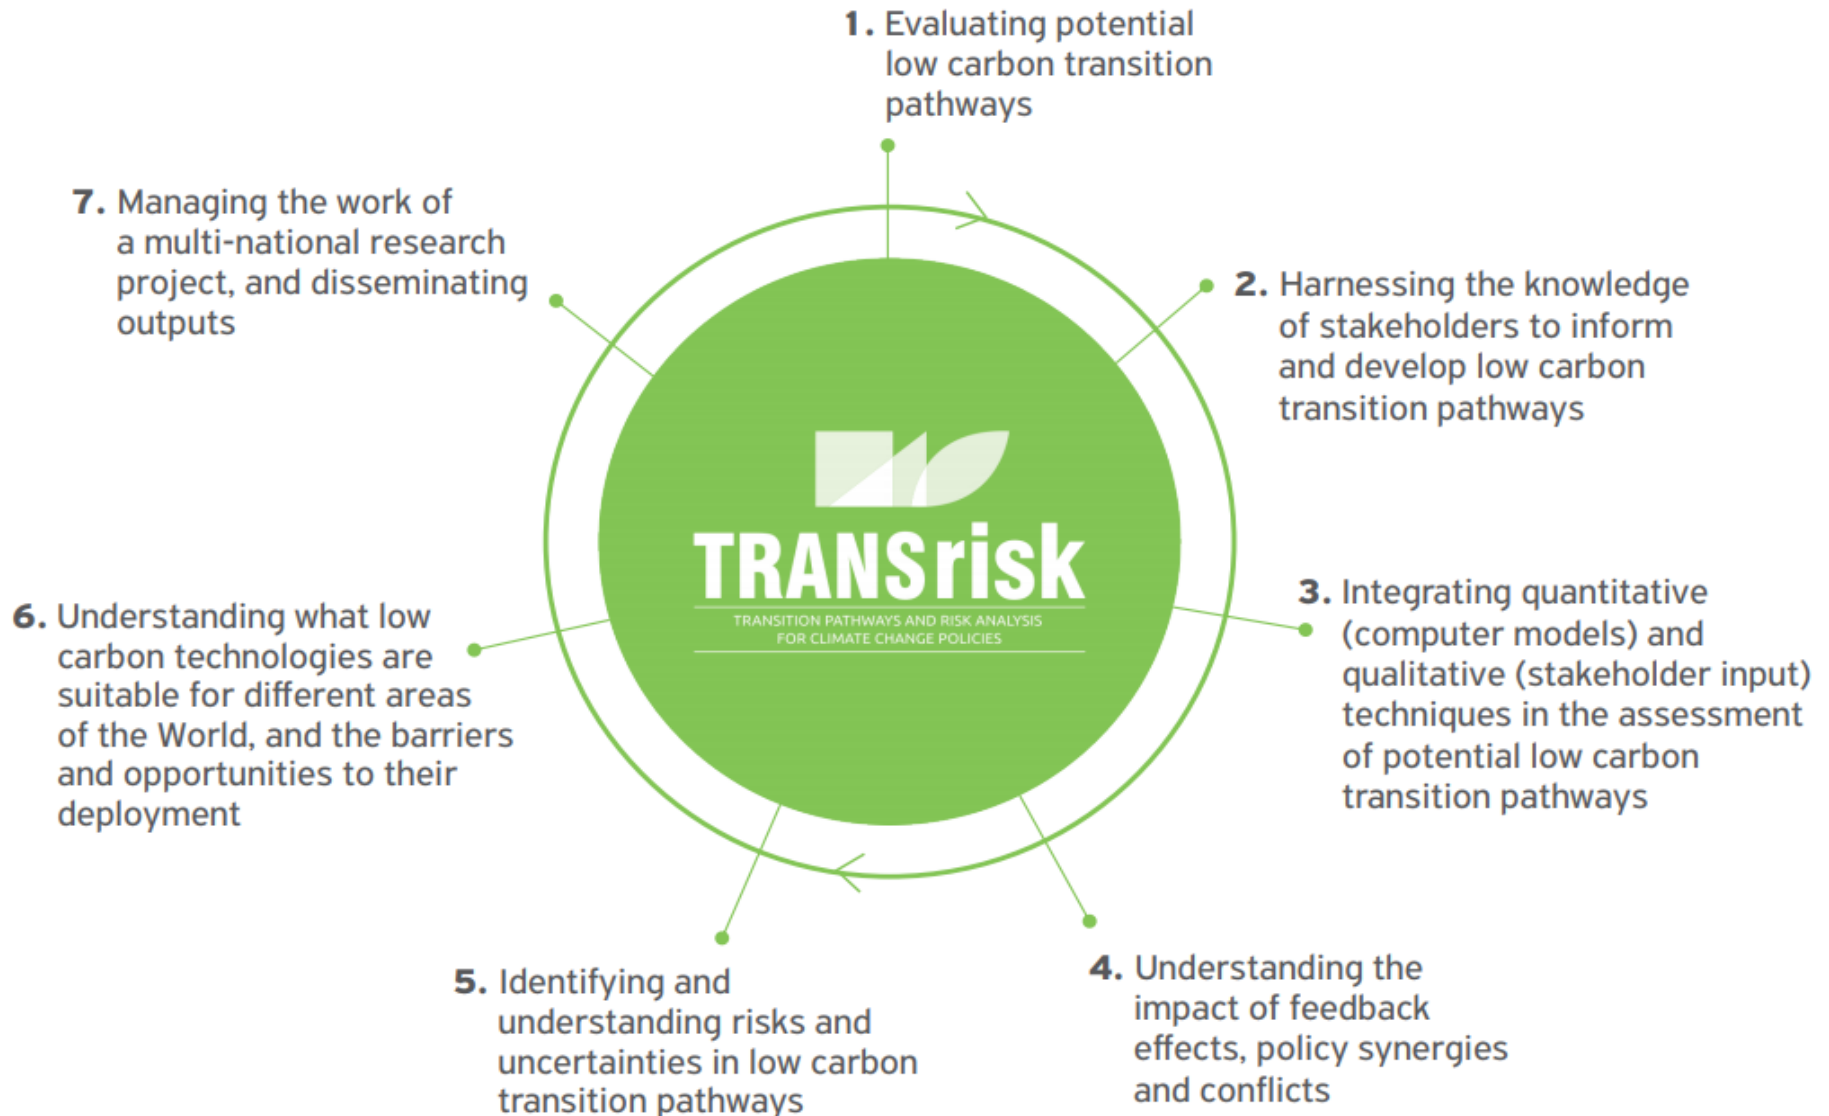 1. Evaluating potential
low carbon transition
pathways
2. Harnessing the knowledge
of stakeholders to inform
and develop low carbon
transition pathways
3. Integrating quantitative
(computer models) and
qualitative (stakeholder input)
techniques in the assessment
of potential low carbon
transition pathways
4. Understanding the
impact of feedback
effects, policy synergies
and conflicts
5. Identifying and
understanding risks and
uncertainties in low carbon
transition pathways
6. Understanding what low
carbon technologies are
suitable for different areas
of the World, and the barriers
and opportunities to their
deployment
7. Managing the work of
a multi-national research
project, and disseminating
outputs
TRANSrisk
TRANSITION PATHWAYS AND RISK ANALYSIS
FOR CLIMATE CHANGE POLICIES